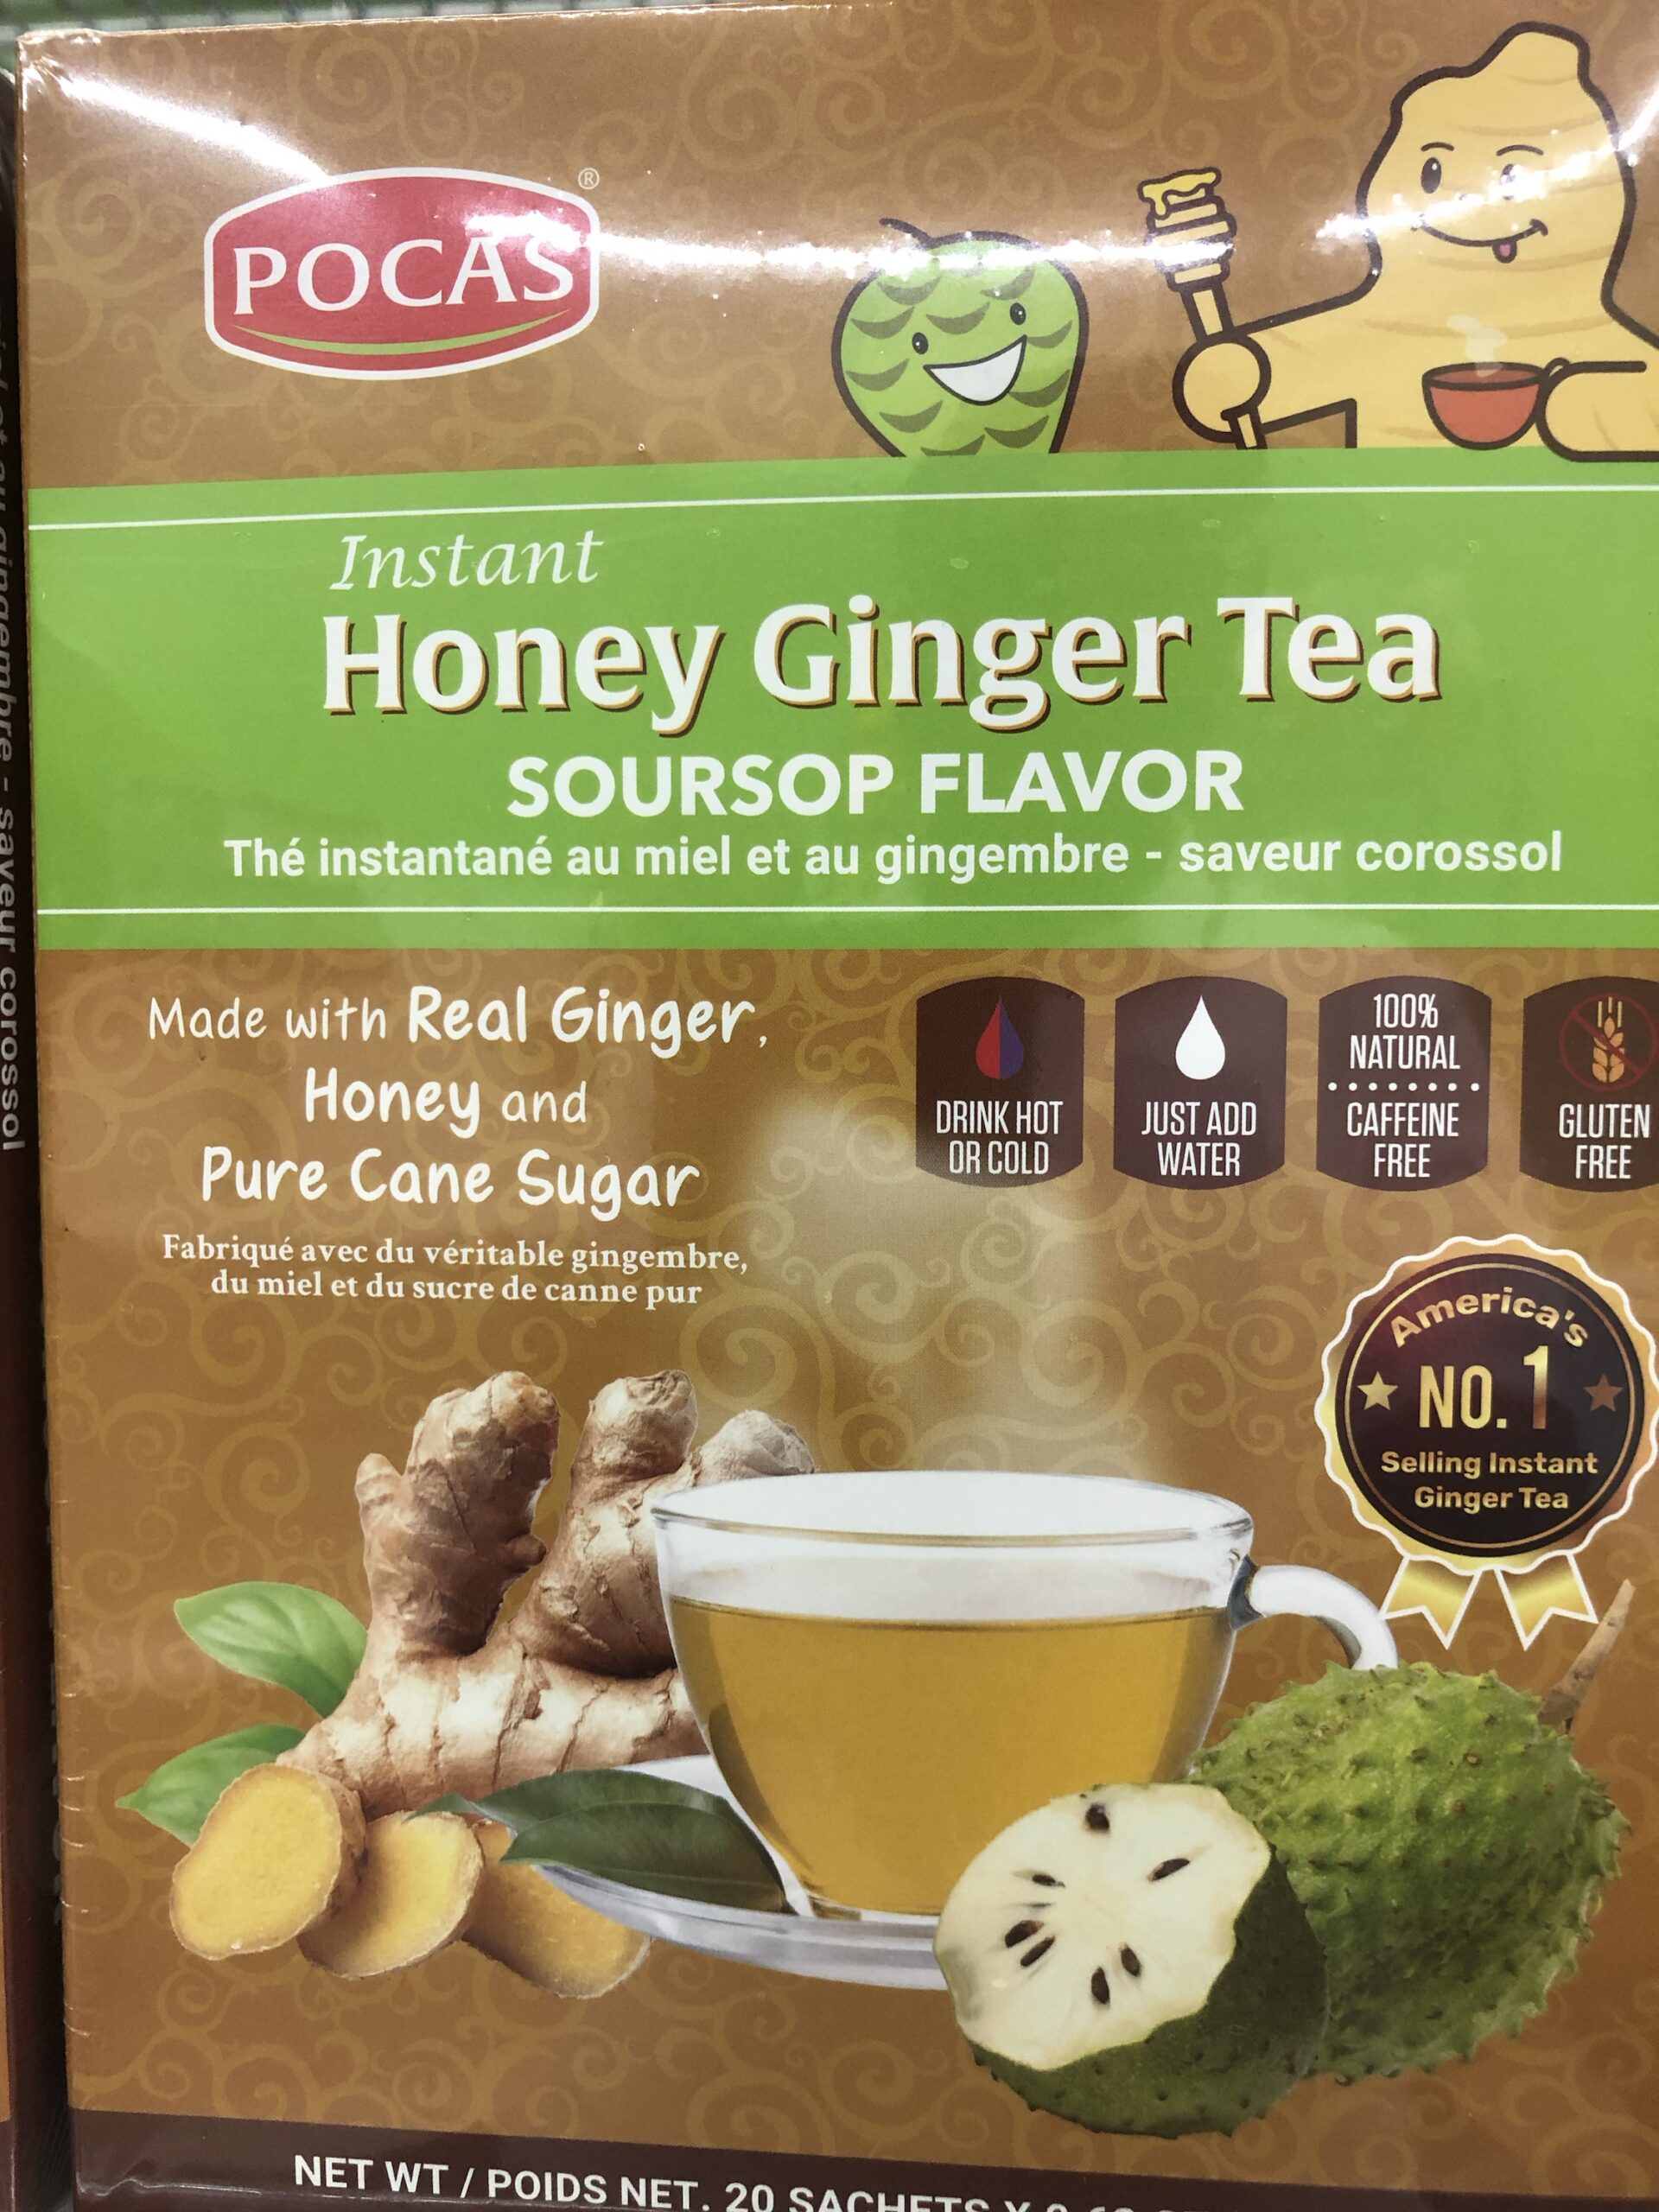 POCAS®
Instant
Honey Ginger Tea
SOURSOP FLAVOR
Thé instantané au miel et au gingembre - saveur corossol
Made with Real Ginger,
Honey and
Pure Cane Sugar
Fabriqué avec du véritable gingembre,
du miel et du sucre de canne pur
DRINK HOT
OR COLD
JUST ADD
WATER
100%
NATURAL
CAFFEINE
FREE
GLUTEN
FREE
America's
NO. 1
Selling Instant
Ginger Tea
NET WT / POIDS NET. 20 SACHETS X
gingembre - saveur corossol